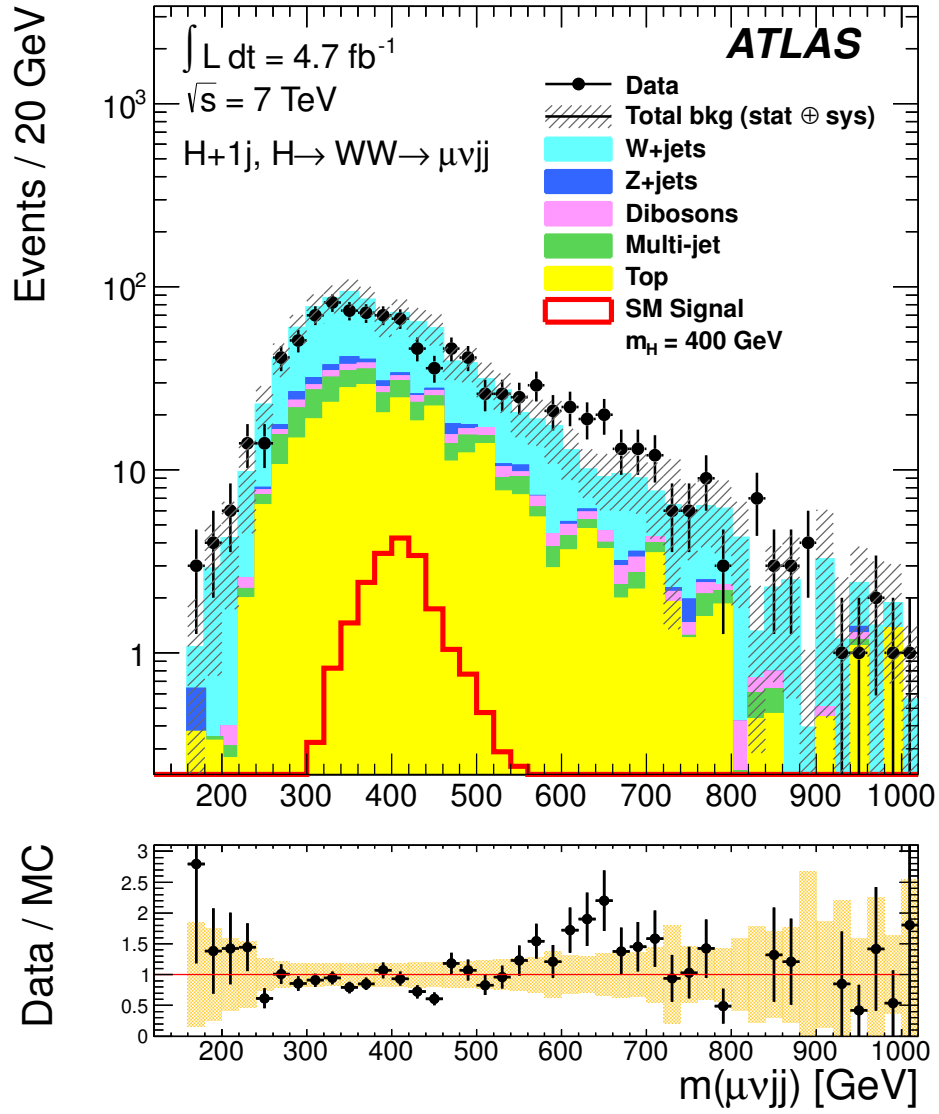 Events / 20 GeV
∫ L dt = 4.7 fb⁻¹
√s = 7 TeV
H+1j, H→ WW→ μνjj
ATLAS
Data
Total bkg (stat ⊕ sys)
W+jets
Z+jets
Dibosons
Multi-jet
Top
SM Signal
m_H = 400 GeV
10³
10²
10
1
200 300 400 500 600 700 800 900 1000
Data / MC
3
2.5
2
1.5
1
0.5
0
200 300 400 500 600 700 800 900 1000
m(μνjj) [GeV]